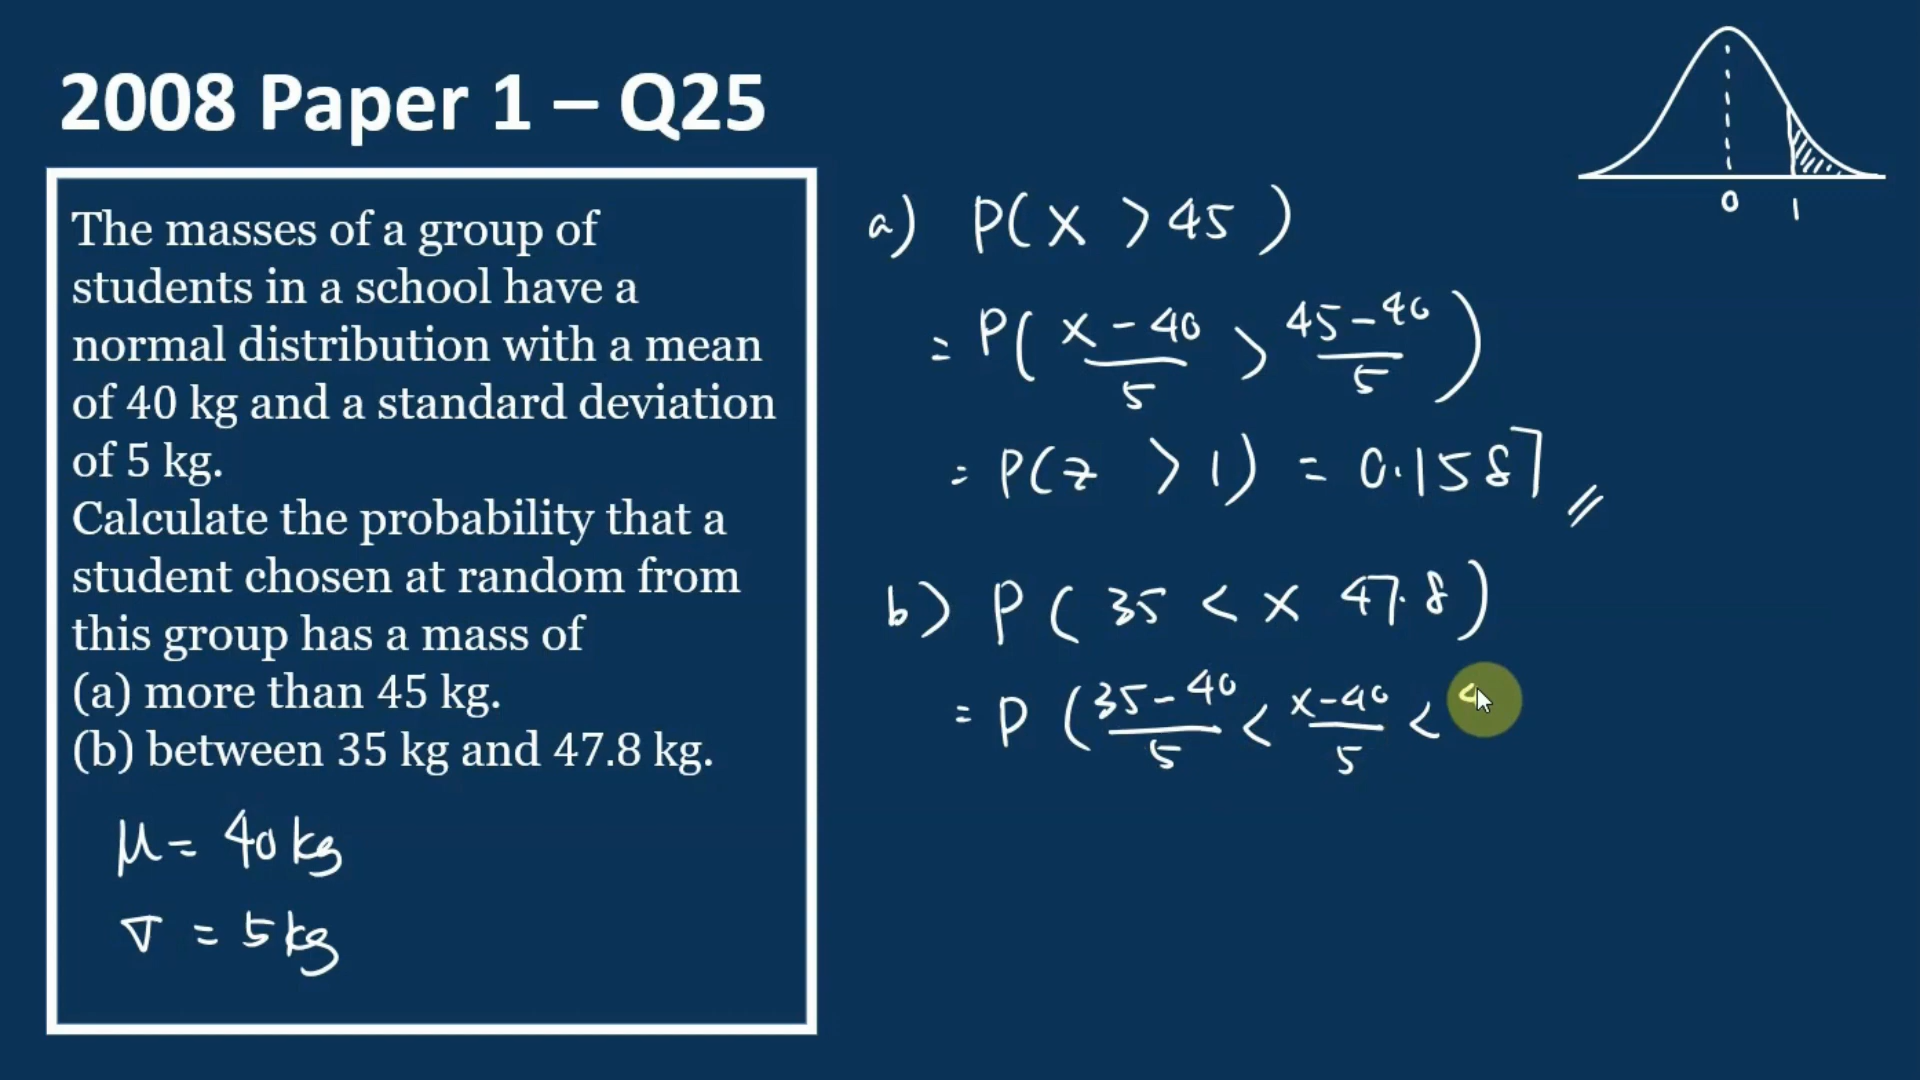 2008 Paper 1 – Q25
The masses of a group of
students in a school have a
normal distribution with a mean
of 40 kg and a standard deviation
of 5 kg.
Calculate the probability that a
student chosen at random from
this group has a mass of
(a) more than 45 kg.
(b) between 35 kg and 47.8 kg.
μ = 40 kg
σ = 5 kg
0 1
a) P(X > 45)
= P(X - 40 / 5 > 45 - 40 / 5)
= P(Z > 1) = 0.1587 //
b) P(35 < X 47.8)
= P(35 - 40 / 5 < X - 40 / 5 <